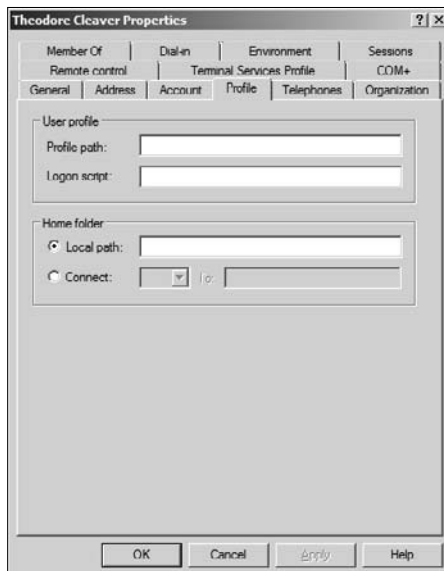 Theodore Cleaver Properties
Member Of Dial-in Environment Sessions
Remote control Terminal Services Profile COM+
General Address Account Profile Telephones Organization
User profile
Profile path:
Logon script:
Home folder
Local path:
Connect: To:
OK Cancel Apply Help